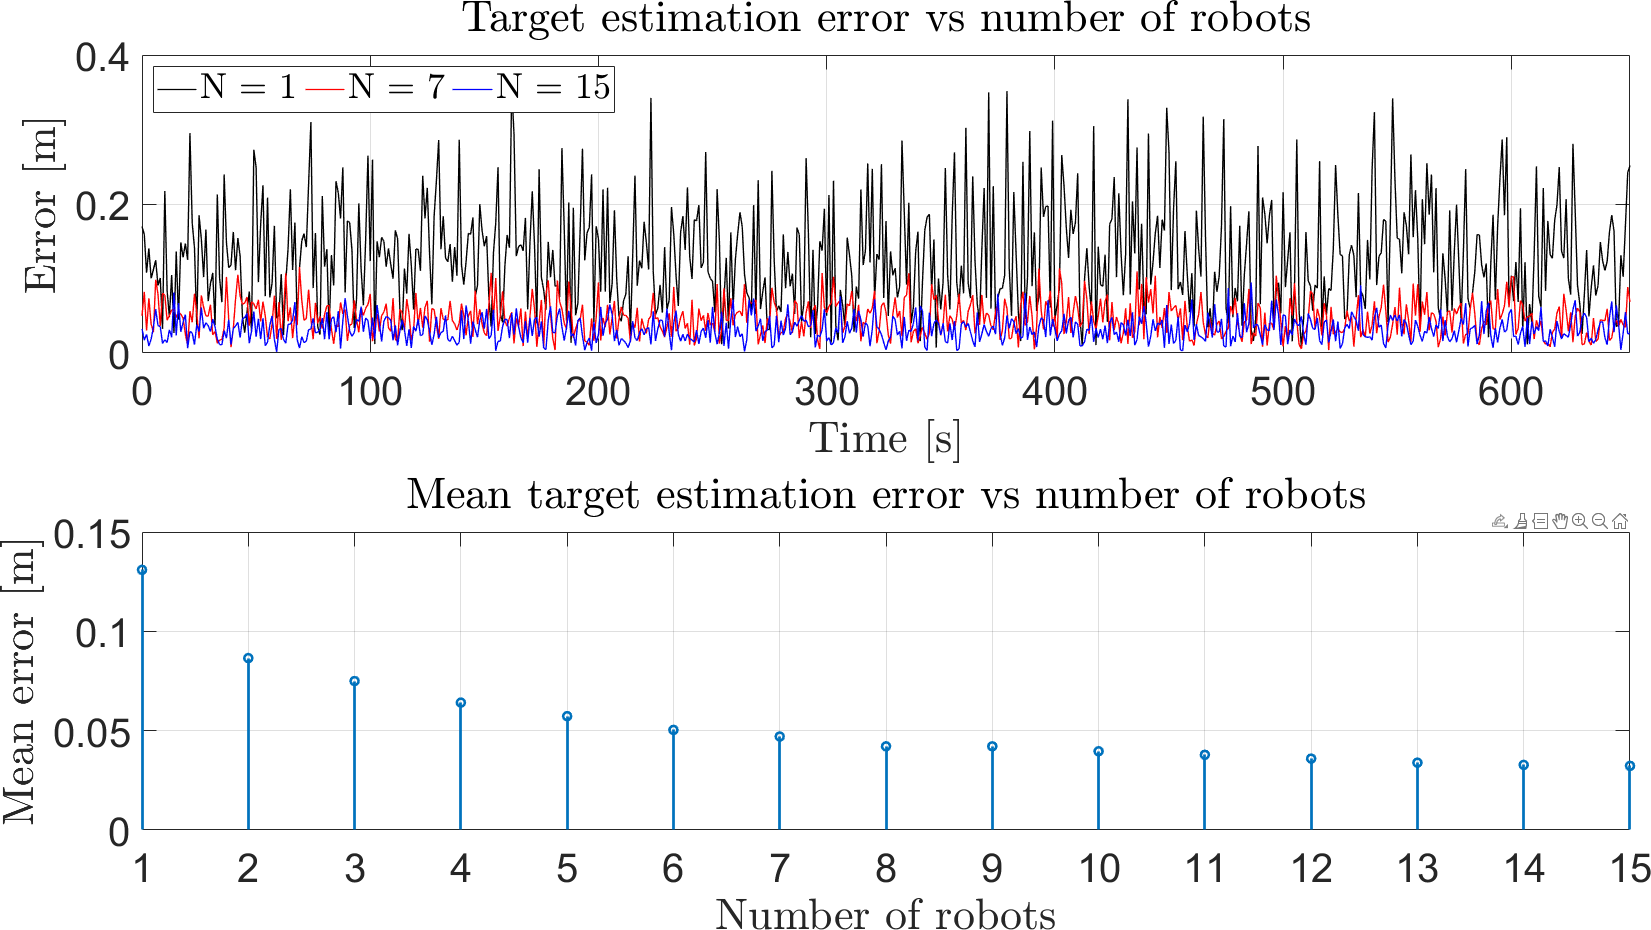 Target estimation error vs number of robots
0.4
0.2
0
Error [m]
N = 1 N = 7 N = 15
0 100 200 300 400 500 600
Time [s]
Mean target estimation error vs number of robots
0.15
0.1
0.05
0
Mean error [m]
1 2 3 4 5 6 7 8 9 10 11 12 13 14 15
Number of robots